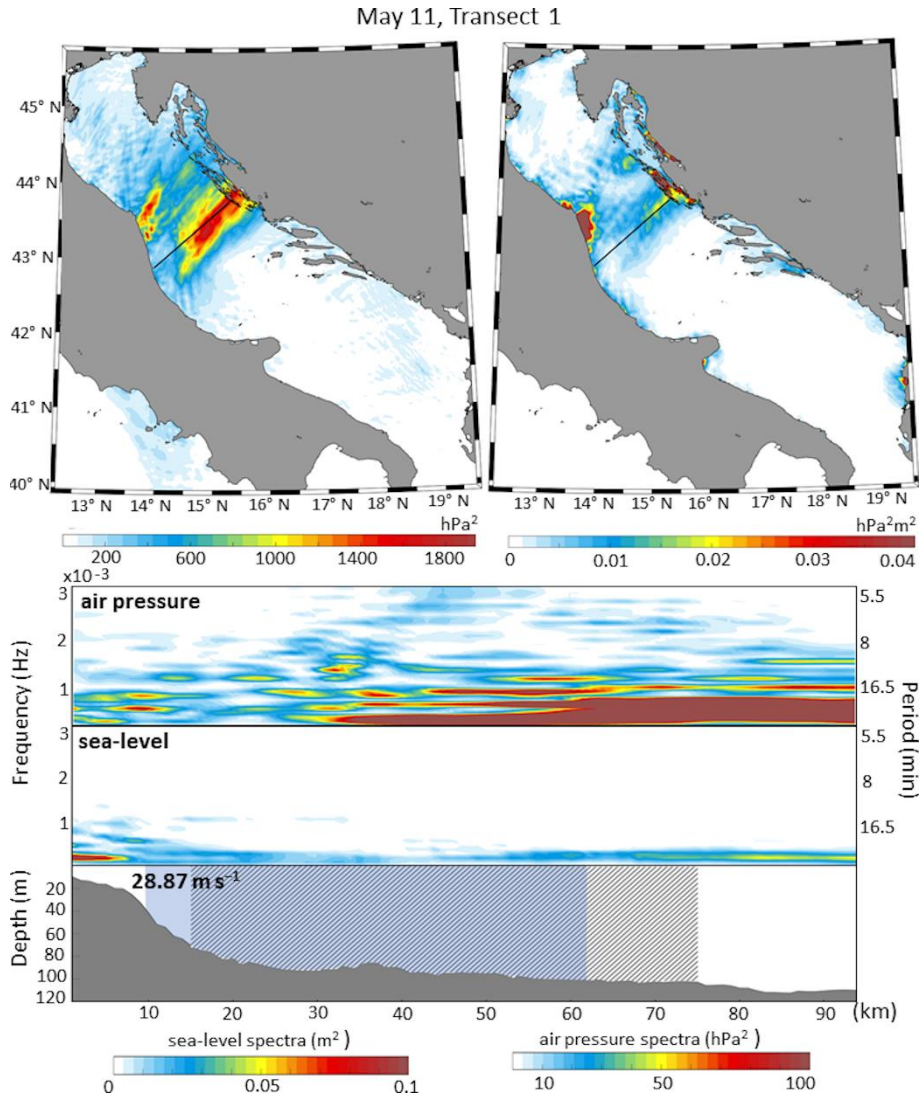 May 11, Transect 1
45° N
44° N
43° N
42° N
41° N
40° N
13° N 14° N 15° N 16° N 17° N 18° N 19° N
13° N 14° N 15° N 16° N 17° N 18° N 19° N
hPa²
200 600 1000 1400 1800
hPa²m²
0 0.01 0.02 0.03 0.04
x10⁻³
air pressure
3
2
1
5.5
8
16.5
Frequency (Hz)
Period (min)
sea-level
3
2
1
5.5
8
16.5
28.87 m s⁻¹
Depth (m)
20
40
60
80
100
120
10 20 30 40 50 60 70 80 90 (km)
sea-level spectra (m²)
0 0.05 0.1
air pressure spectra (hPa²)
10 50 100